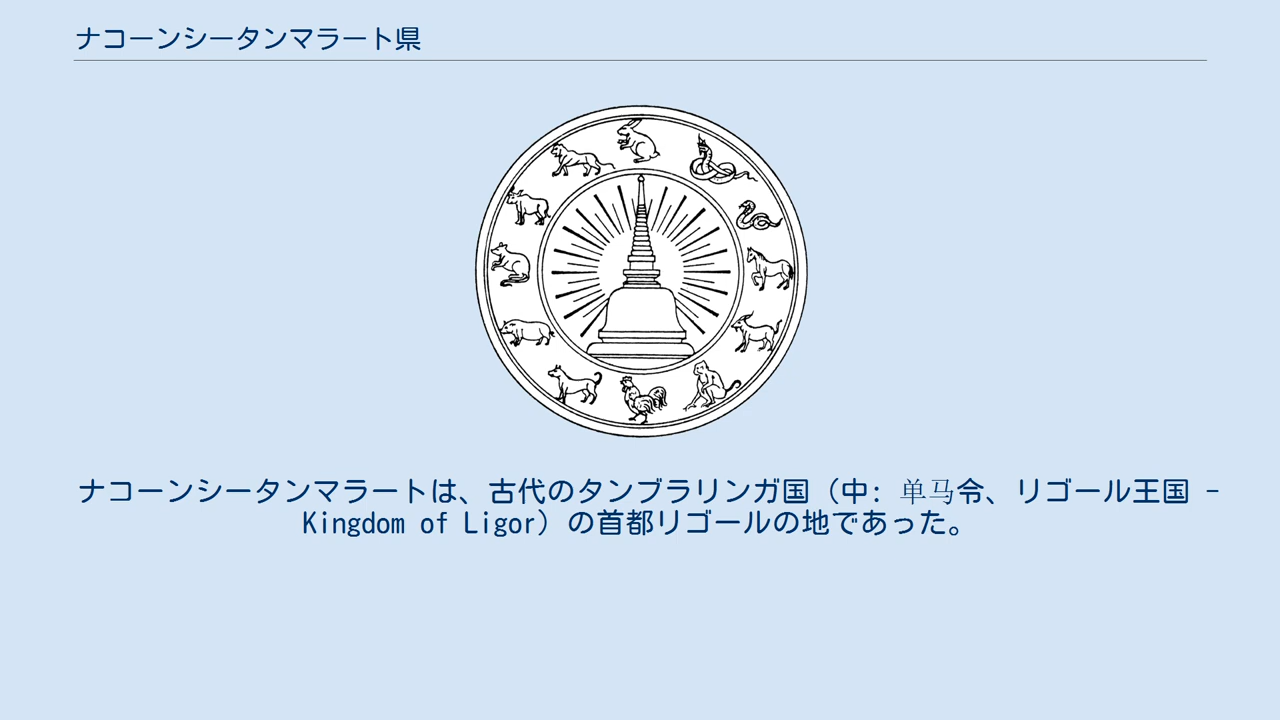 ナコーンシータンマラート県
ナコーンシータンマラートは、古代のタンブラリンガ国（中: 单马令、リゴール王国 -
Kingdom of Ligor）の首都リゴールの地であった。